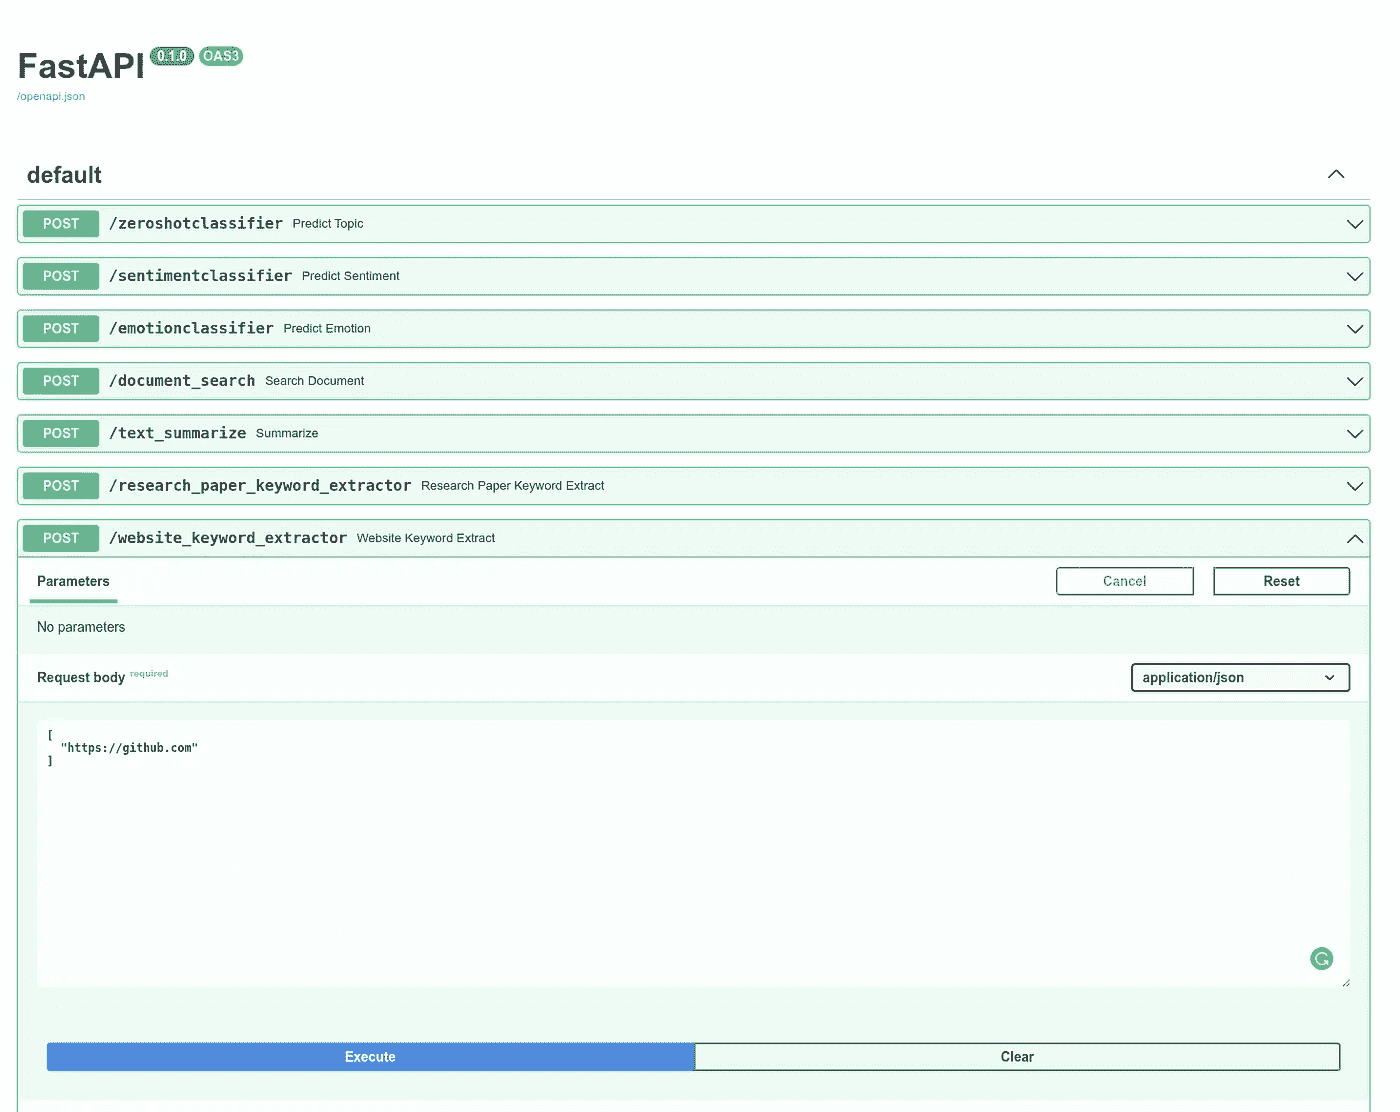 FastAPI 0.1.0 OAS3
/openapi.json
default
POST /zeroshotclassifier Predict Topic
POST /sentimentclassifier Predict Sentiment
POST /emotionclassifier Predict Emotion
POST /document_search Search Document
POST /text_summarize Summarize
POST /research_paper_keyword_extractor Research Paper Keyword Extract
POST /website_keyword_extractor Website Keyword Extract
Parameters Cancel Reset
No parameters
Request body required application/json
[
"https://github.com"
]
Execute Clear